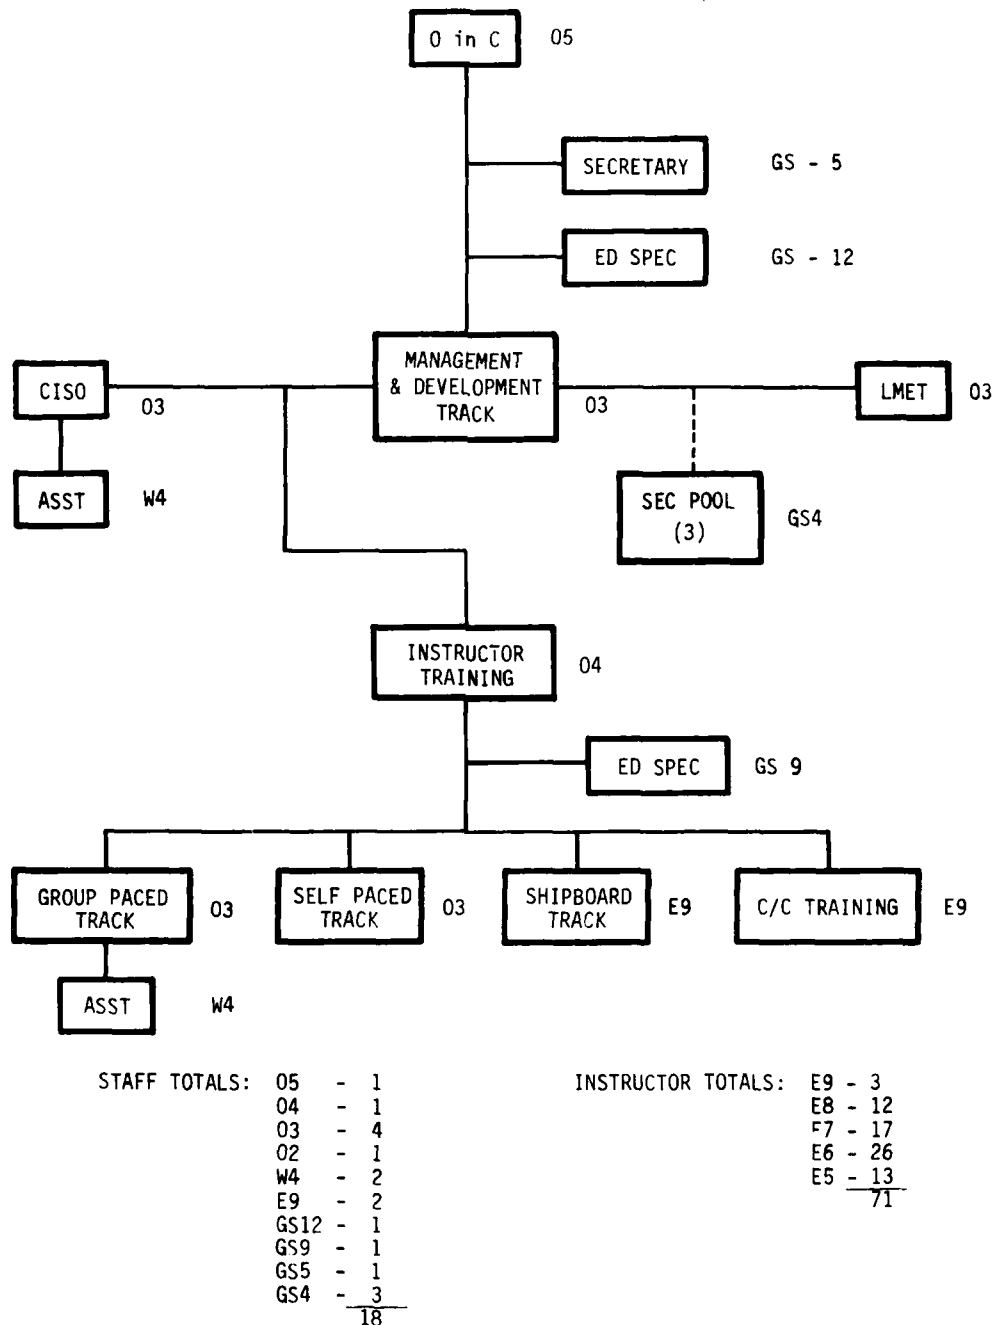 O in C 05
SECRETARY GS - 5
ED SPEC GS - 12
MANAGEMENT
& DEVELOPMENT
TRACK 03
CISO 03
LMET 03
ASST W4
SEC POOL
(3) GS4
INSTRUCTOR
TRAINING 04
ED SPEC GS 9
GROUP PACED
TRACK 03
SELF PACED
TRACK 03
SHIPBOARD
TRACK E9
C/C TRAINING E9
ASST W4
STAFF TOTALS: 05 - 1
04 - 1
03 - 4
02 - 1
W4 - 2
E9 - 2
GS12 - 1
GS9 - 1
GS5 - 1
GS4 - 3
18
INSTRUCTOR TOTALS: E9 - 3
E8 - 12
E7 - 17
E6 - 26
E5 - 13
71